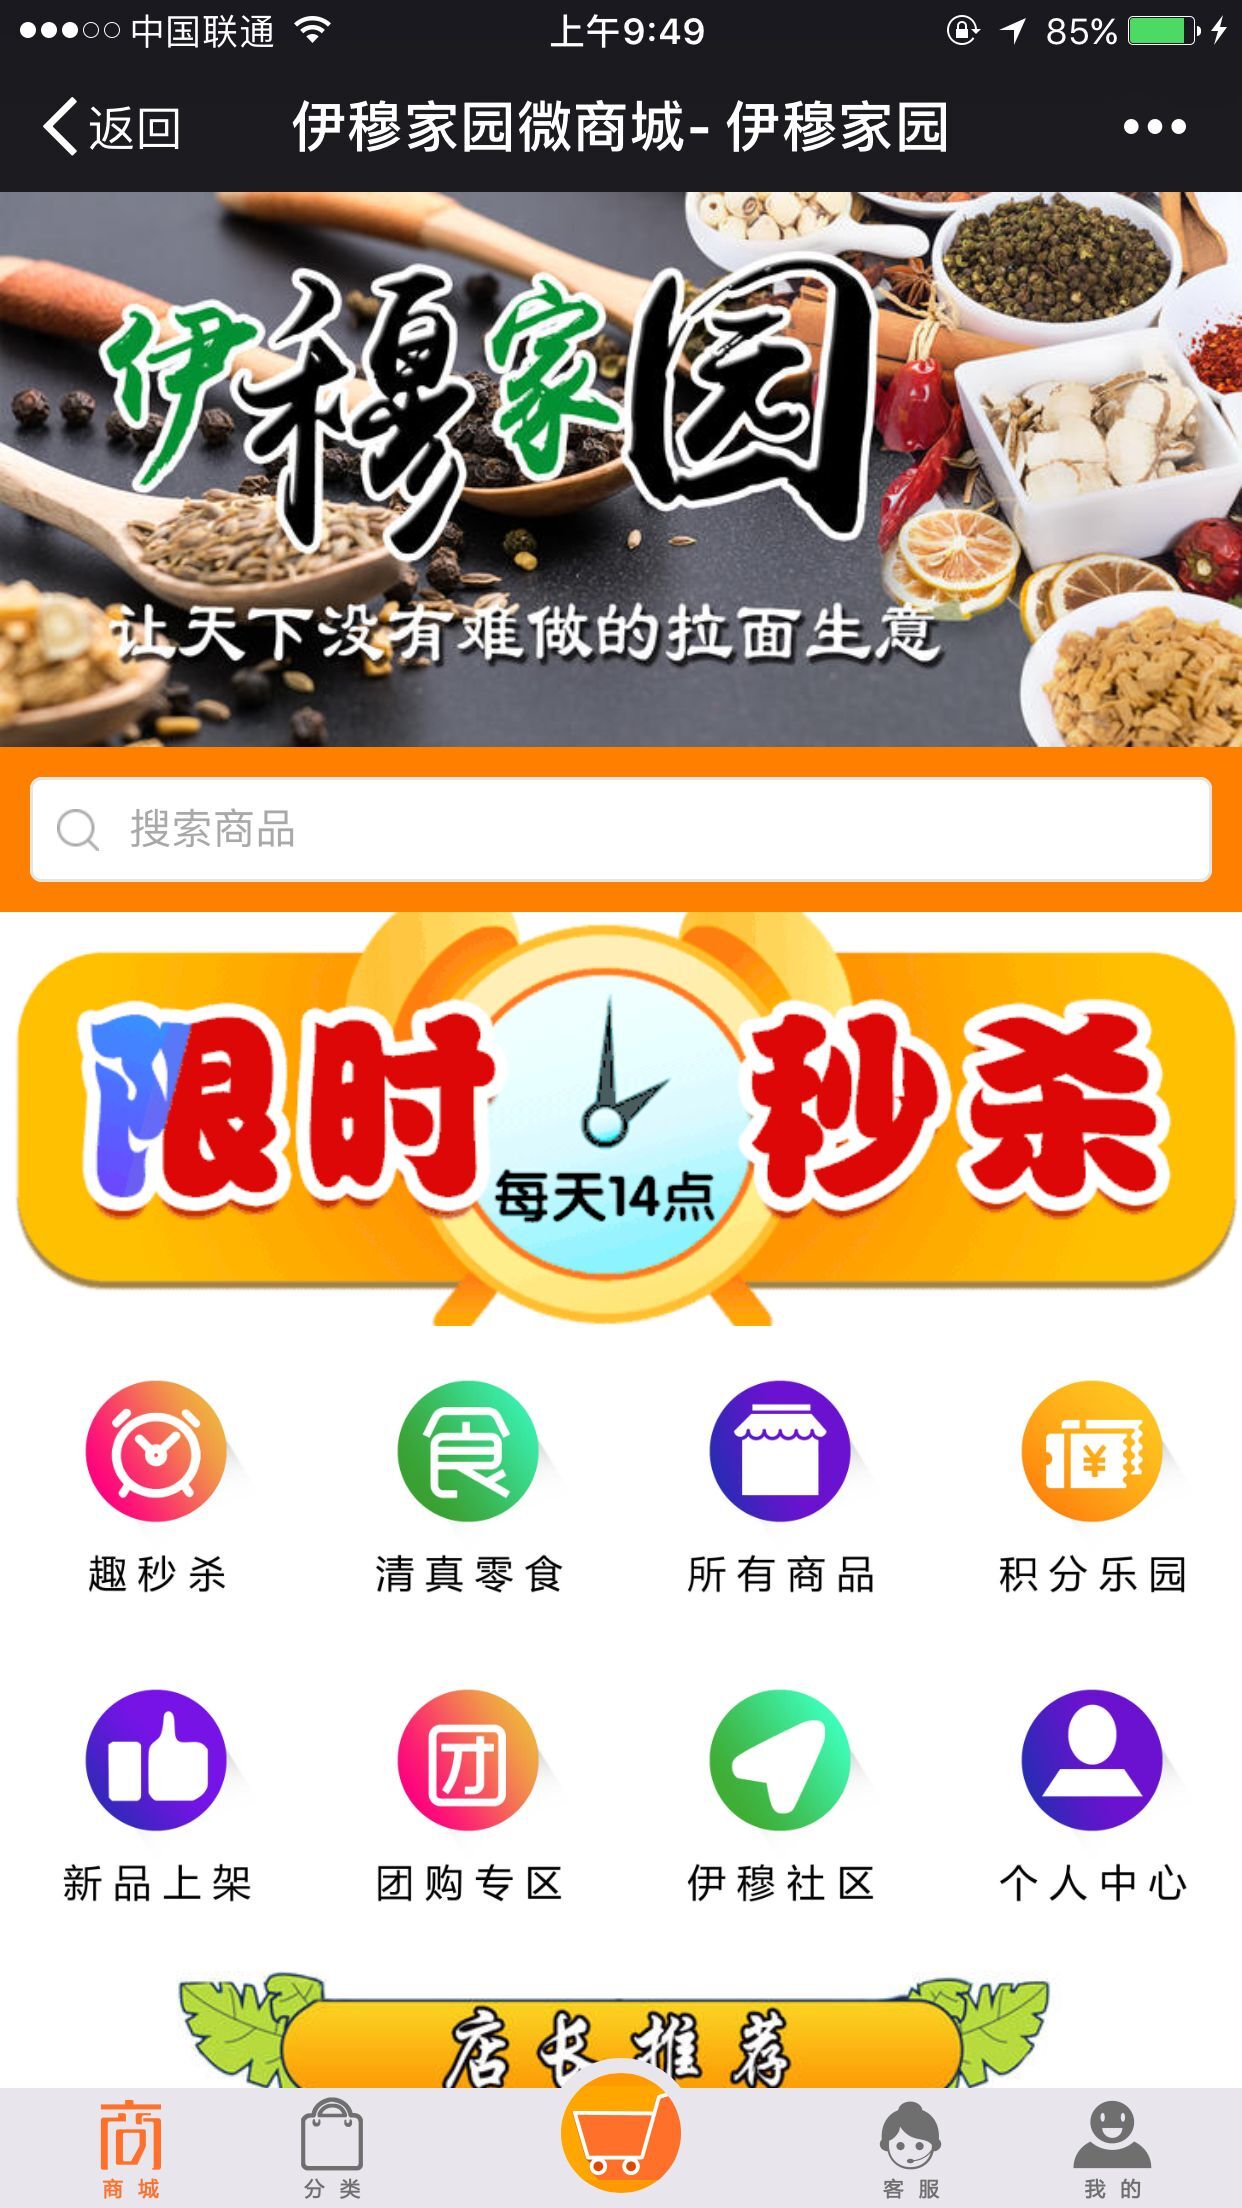 中国联通
上午9:49
85%
返回
伊穆家园微商城- 伊穆家园
伊穆家园
让天下没有难做的拉面生意
搜索商品
限时秒杀
每天14点
食
¥
趣秒杀
清真零食
所有商品
积分乐园
团
新品上架
团购专区
伊穆社区
个人中心
店长推荐
商
商城
分类
客服
我的